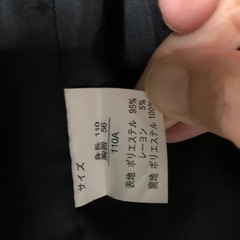 サイズ
身長 110
胸囲 56
110A
表地 ポリエステル 95%
レーヨン 5%
裏地 ポリエステル 100%